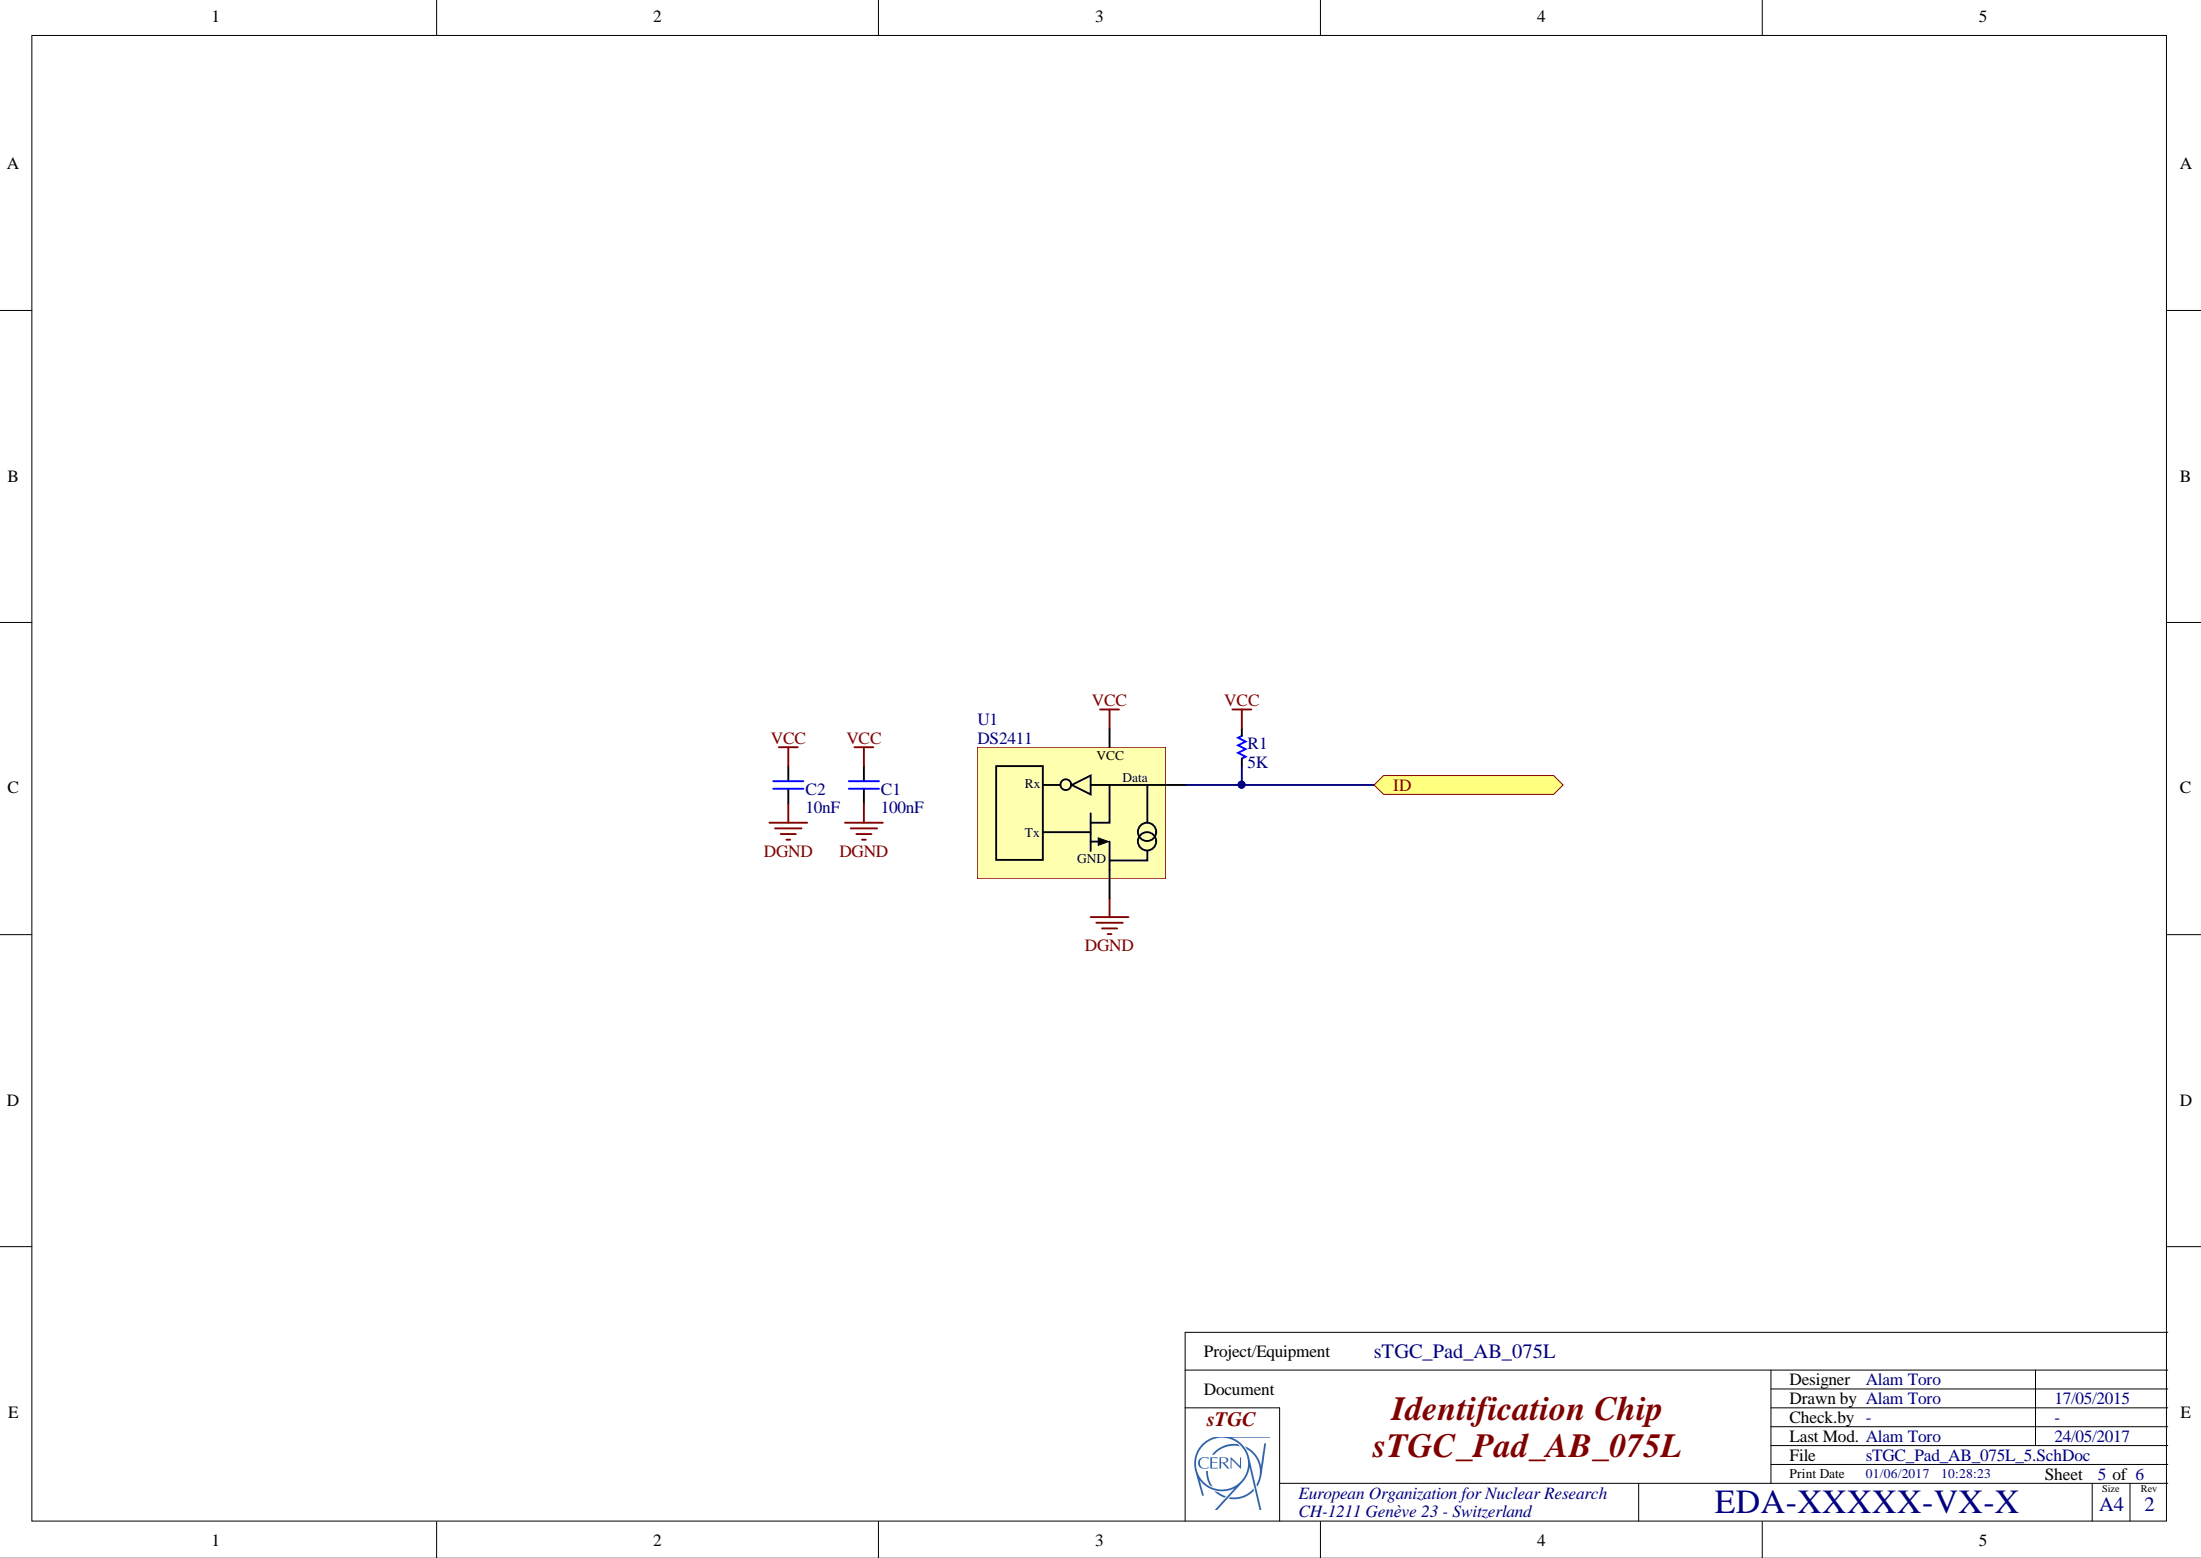 1 2 3 4 5
A A
B B
VCC VCC
U1
DS2411
VCC VCC
VCC
R1
5K
Rx Data
C2 C1
10nF 100nF
ID
C C
Tx
GND
DGND DGND
DGND
D D
Project/Equipment sTGC_Pad_AB_075L
Document
Identification Chip
sTGC_Pad_AB_075L
sTGC
CERN
Designer Alam Toro
Drawn by Alam Toro 17/05/2015
Check.by - -
Last Mod. Alam Toro 24/05/2017
File sTGC_Pad_AB_075L_5.SchDoc
Print Date 01/06/2017 10:28:23 Sheet 5 of 6
E E
European Organization for Nuclear Research
CH-1211 Genève 23 - Switzerland
EDA-XXXXX-VX-X
Size Rev
A4 2
1 2 3 4 5